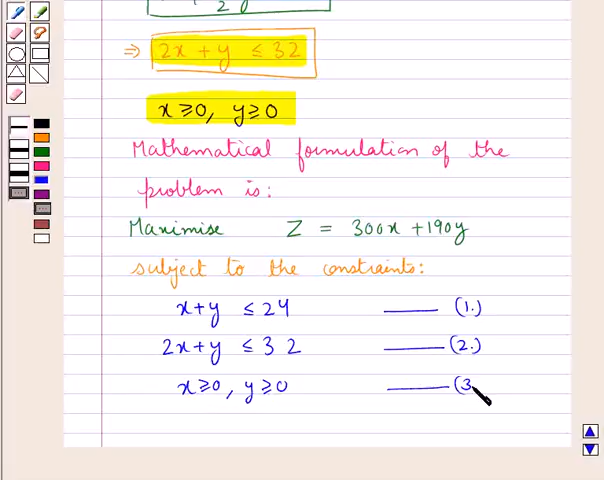 2
⇒ 2x + y ≤ 32
x ≥ 0, y ≥ 0
Mathematical formulation of the
problem is:
Maximise Z = 300x + 190y
subject to the constraints:
x + y ≤ 24 —— (1.)
2x + y ≤ 32 —— (2.)
x ≥ 0, y ≥ 0 —— (3.